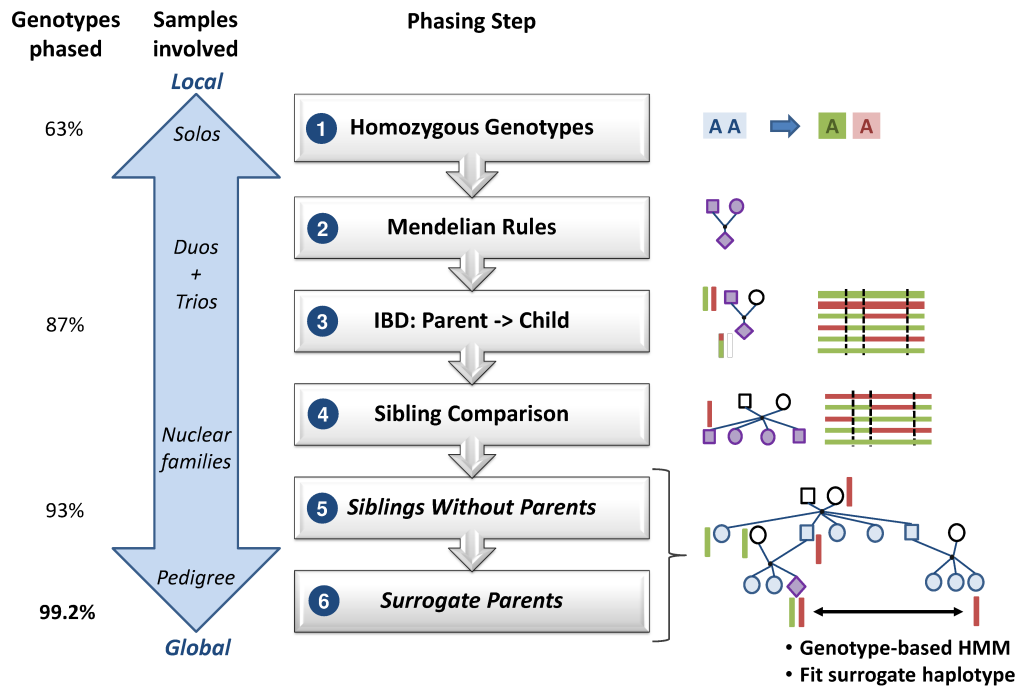 Genotypes phased
Samples involved
Phasing Step
Local
63%
Solos
1 Homozygous Genotypes
A A
A
A
2 Mendelian Rules
Duos
+
Trios
87%
3 IBD: Parent -> Child
4 Sibling Comparison
Nuclear
families
93%
5 Siblings Without Parents
Pedigree
6 Surrogate Parents
99.2%
Global
• Genotype-based HMM
• Fit surrogate haplotype